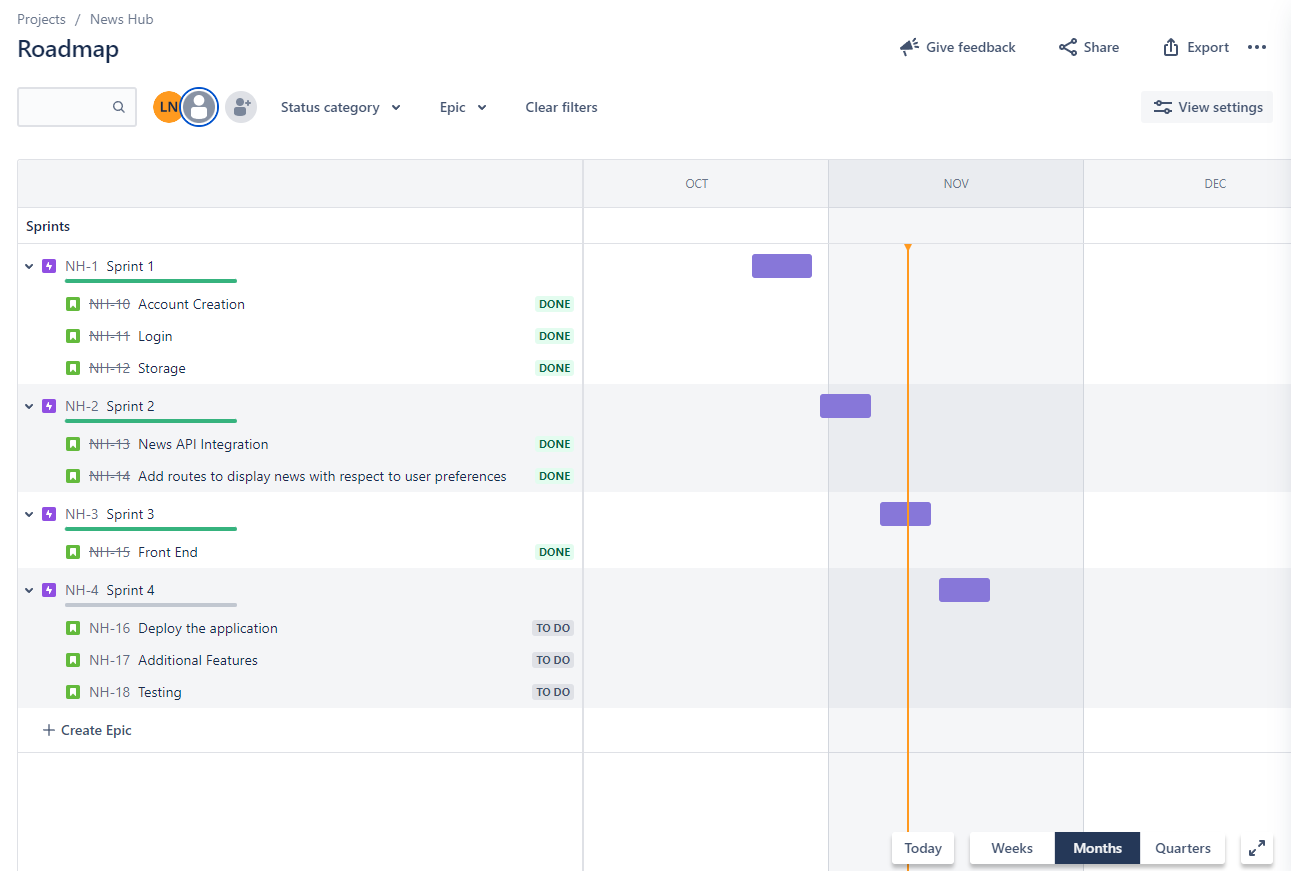 Projects / News Hub
Roadmap
Give feedback
Share
Export
LN
Status category
Epic
Clear filters
View settings
OCT
NOV
DEC
Sprints
NH-1 Sprint 1
NH-10 Account Creation DONE
NH-11 Login DONE
NH-12 Storage DONE
NH-2 Sprint 2
NH-13 News API Integration DONE
NH-14 Add routes to display news with respect to user preferences DONE
NH-3 Sprint 3
NH-15 Front End DONE
NH-4 Sprint 4
NH-16 Deploy the application TO DO
NH-17 Additional Features TO DO
NH-18 Testing TO DO
+ Create Epic
Today
Weeks
Months
Quarters